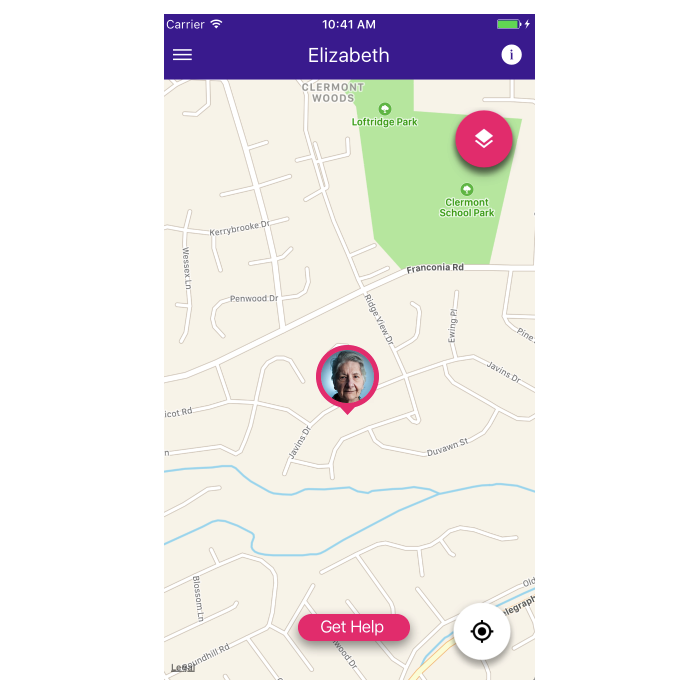 Carrier
10:41 AM
Elizabeth
i
CLERMONT
WOODS
Loftridge Park
Clermont
School Park
Kerrybrooke Dr
Wessex Ln
Franconia Rd
Penwood Dr
Ridge View Dr
Ewing Pl
Pine
Javins Dr
icot Rd
Javins Dr
Duvawn St
n
Blossom Ln
Old
elegraph
Get Help
wood Dr
oundhill Rd
Legal